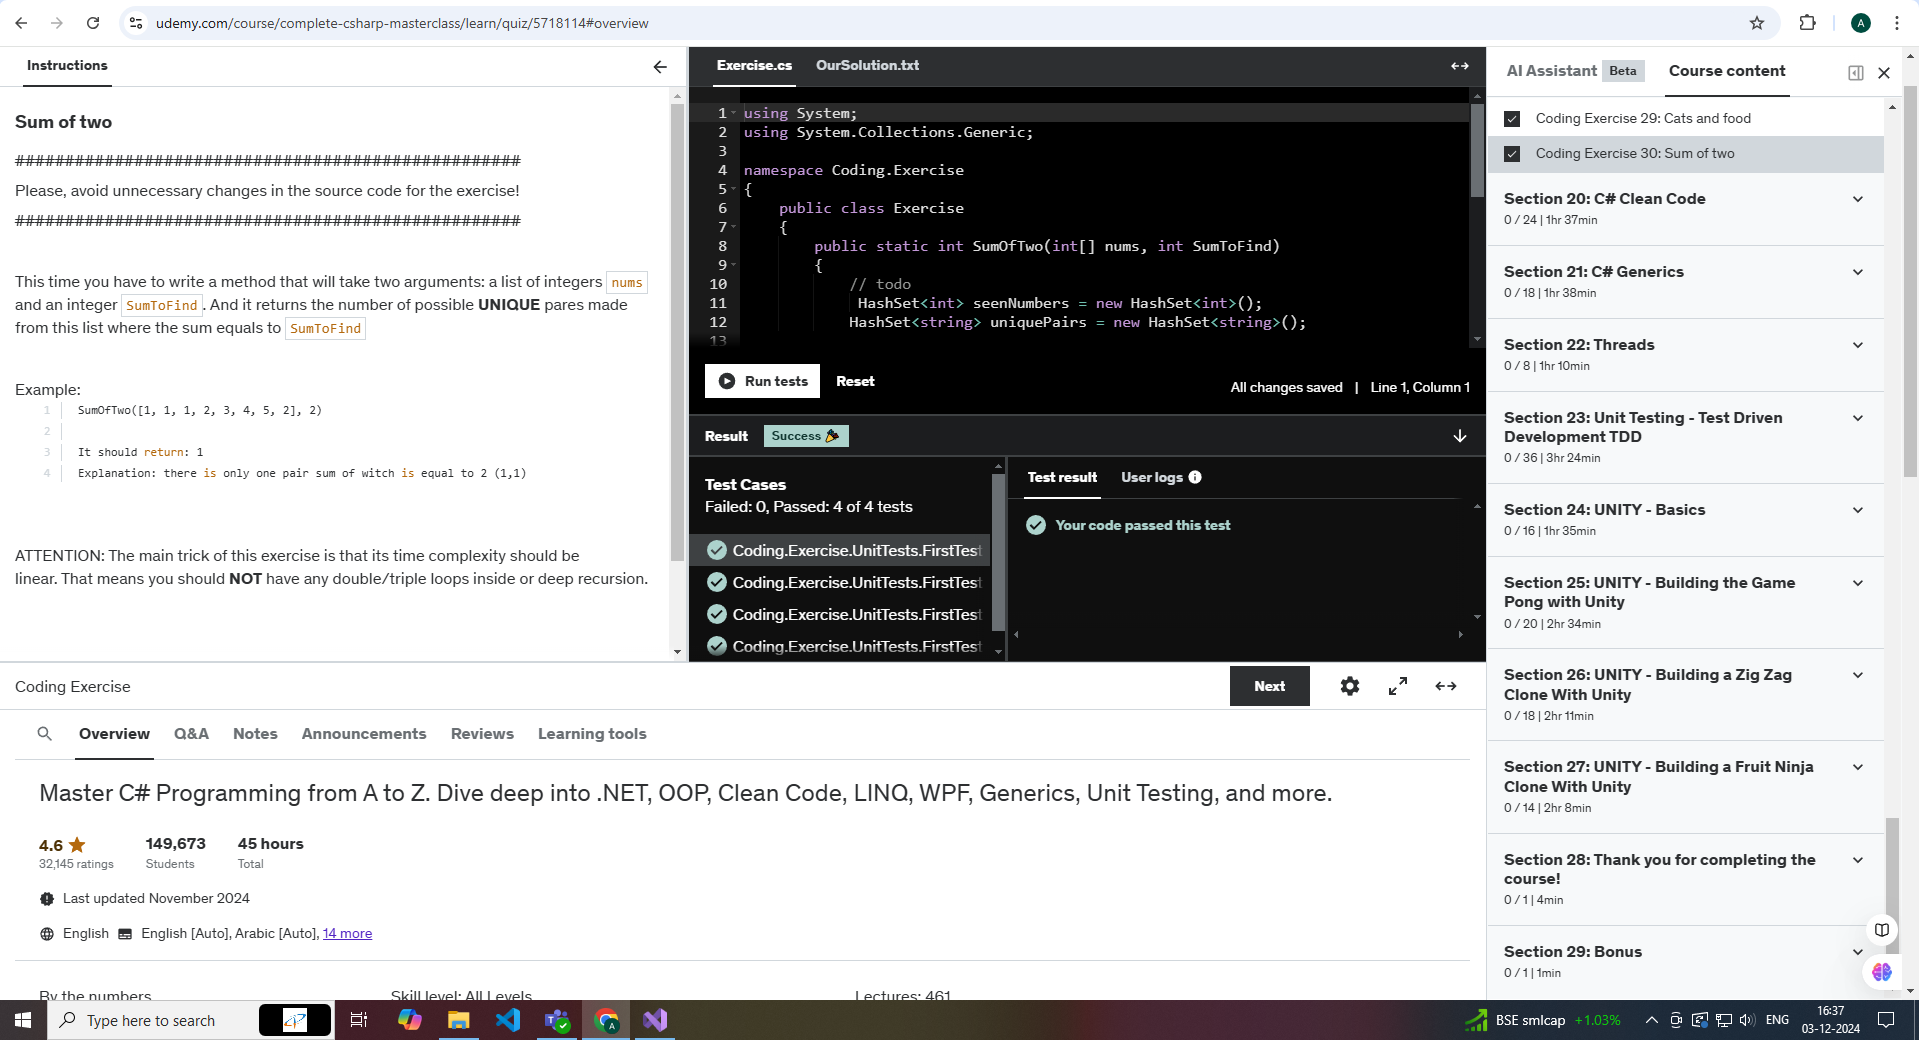 udemy.com/course/complete-csharp-masterclass/learn/quiz/5718114#overview
A
Instructions
Sum of two
##################################################
Please, avoid unnecessary changes in the source code for the exercise!
##################################################
This time you have to write a method that will take two arguments: a list of integers nums
and an integer SumToFind. And it returns the number of possible UNIQUE pares made
from this list where the sum equals to SumToFind
Example:
1 SumOfTwo([1, 1, 1, 2, 3, 4, 5, 2], 2)
2
3 It should return: 1
4 Explanation: there is only one pair sum of witch is equal to 2 (1,1)
ATTENTION: The main trick of this exercise is that its time complexity should be
linear. That means you should NOT have any double/triple loops inside or deep recursion.
Exercise.cs OurSolution.txt
1 using System;
2 using System.Collections.Generic;
3
4 namespace Coding.Exercise
5 {
6 public class Exercise
7 {
8 public static int SumOfTwo(int[] nums, int SumToFind)
9 {
10 // todo
11 HashSet<int> seenNumbers = new HashSet<int>();
12 HashSet<string> uniquePairs = new HashSet<string>();
13
Run tests Reset
All changes saved | Line 1, Column 1
Result Success
Test Cases
Failed: 0, Passed: 4 of 4 tests
Coding.Exercise.UnitTests.FirstTest
Coding.Exercise.UnitTests.FirstTest
Coding.Exercise.UnitTests.FirstTest
Coding.Exercise.UnitTests.FirstTest
Test result User logs
Your code passed this test
AI Assistant Beta Course content
Coding Exercise 29: Cats and food
Coding Exercise 30: Sum of two
Section 20: C# Clean Code
0 / 24 | 1hr 37min
Section 21: C# Generics
0 / 18 | 1hr 38min
Section 22: Threads
0 / 8 | 1hr 10min
Section 23: Unit Testing - Test Driven
Development TDD
0 / 36 | 3hr 24min
Section 24: UNITY - Basics
0 / 16 | 1hr 35min
Section 25: UNITY - Building the Game
Pong with Unity
0 / 20 | 2hr 34min
Section 26: UNITY - Building a Zig Zag
Clone With Unity
0 / 18 | 2hr 11min
Section 27: UNITY - Building a Fruit Ninja
Clone With Unity
0 / 14 | 2hr 8min
Section 28: Thank you for completing the
course!
0 / 1 | 4min
Section 29: Bonus
0 / 1 | 1min
Coding Exercise
Next
Overview Q&A Notes Announcements Reviews Learning tools
Master C# Programming from A to Z. Dive deep into .NET, OOP, Clean Code, LINQ, WPF, Generics, Unit Testing, and more.
4.6 149,673 45 hours
32,145 ratings Students Total
Last updated November 2024
English English [Auto], Arabic [Auto], 14 more
By the numbers Skill level: All Levels Lectures: 461
Type here to search
A
BSE smlcap +1.03%
ENG
16:37
03-12-2024